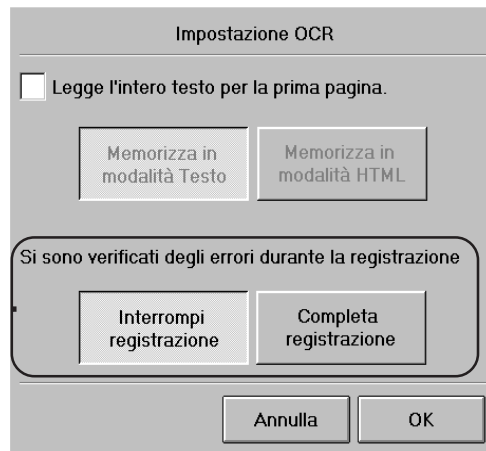 Impostazione OCR
Legge l'intero testo per la prima pagina.
Memorizza in
modalità Testo
Memorizza in
modalità HTML
Si sono verificati degli errori durante la registrazione
Interrompi
registrazione
Completa
registrazione
Annulla
OK